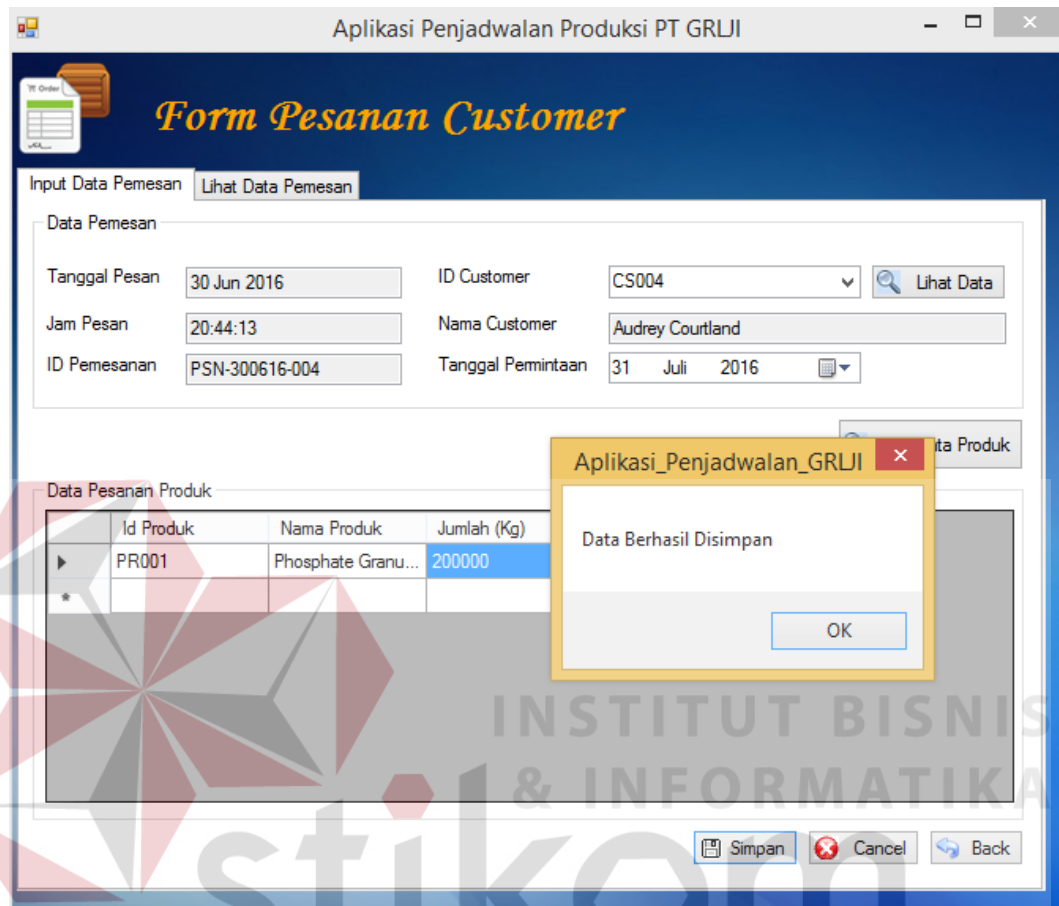 Aplikasi Penjadwalan Produksi PT GRLJI
Order
Form Pesanan Customer
Input Data Pemesan Lihat Data Pemesan
Data Pemesan
Tanggal Pesan 30 Jun 2016 ID Customer CS004 Lihat Data
Jam Pesan 20:44:13 Nama Customer Audrey Courtland
ID Pemesanan PSN-300616-004 Tanggal Permintaan 31 Juli 2016
Produk
Aplikasi_Penjadwalan_GRLJI
Data Pesanan Produk
Id Produk Nama Produk Jumlah (Kg)
Data Berhasil Disimpan
PR001 Phosphate Granu... 200000
OK
INSTITUT BISNIS
& INFORMATIKA
Simpan Cancel Back
stikom